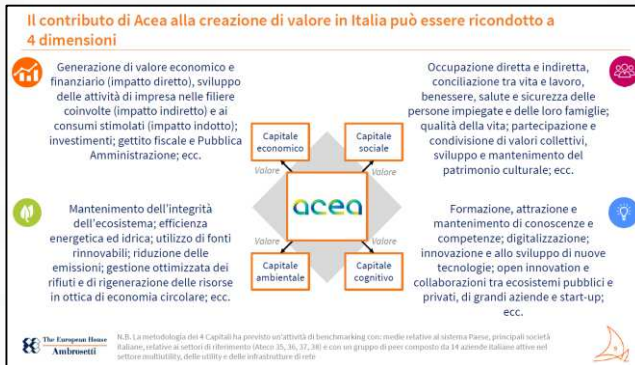 Il contributo di Acea alla creazione di valore in Italia può essere ricondotto a
4 dimensioni
Generazione di valore economico e
finanziario (impatto diretto), sviluppo
delle attività di impresa nelle filiere
coinvolte (impatto indiretto) e ai
consumi stimolati (impatto indotto);
investimenti; gettito fiscale e Pubblica
Amministrazione; ecc.
Occupazione diretta e indiretta,
conciliazione tra vita e lavoro,
benessere, salute e sicurezza delle
persone impiegate e delle loro famiglie;
qualità della vita; partecipazione e
condivisione di valori collettivi,
sviluppo e mantenimento del
patrimonio culturale; ecc.
Capitale
economico
Capitale
sociale
Valore
Valore
acea
Valore
Valore
Capitale
ambientale
Capitale
cognitivo
Mantenimento dell'integrità
dell'ecosistema; efficienza
energetica ed idrica; utilizzo di fonti
rinnovabili; riduzione delle
emissioni; gestione ottimizzata dei
rifiuti e di rigenerazione delle risorse
in ottica di economia circolare; ecc.
Formazione, attrazione e
mantenimento di conoscenze e
competenze; digitalizzazione;
innovazione e allo sviluppo di nuove
tecnologie; open innovation e
collaborazioni tra ecosistemi pubblici e
privati, di grandi aziende e start-up;
ecc.
The European House
Ambrosetti
N.B. La metodologia dei 4 Capitali ha previsto un'attività di benchmarking con: medie relative al sistema Paese, principali società
italiane, relative ai settori di riferimento (Ateco 35, 36, 37, 38) e con un gruppo di peer composto da 14 aziende italiane attive nel
settore multiutility, delle utility e delle infrastrutture di rete